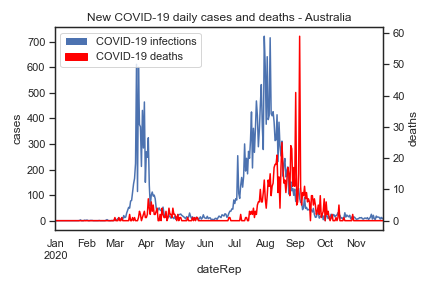 New COVID-19 daily cases and deaths - Australia
COVID-19 infections
COVID-19 deaths
700
600
500
400
300
200
100
0
cases
60
50
40
30
20
10
0
deaths
Jan Feb Mar Apr May Jun Jul Aug Sep Oct Nov
2020
dateRep